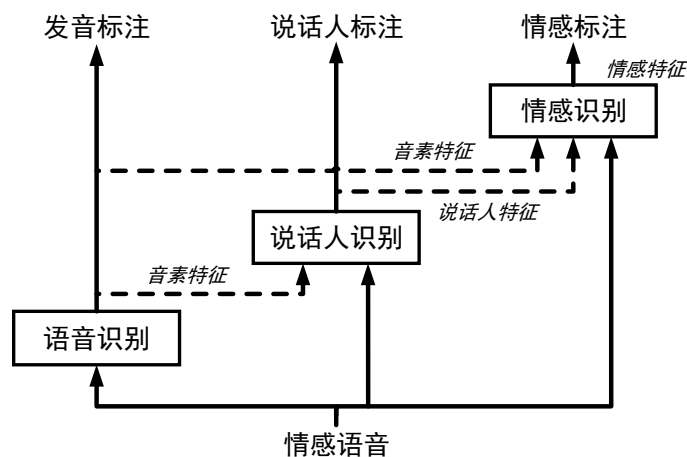 发音标注
说话人标注
情感标注
情感特征
情感识别
音素特征
说话人特征
说话人识别
音素特征
语音识别
情感语音